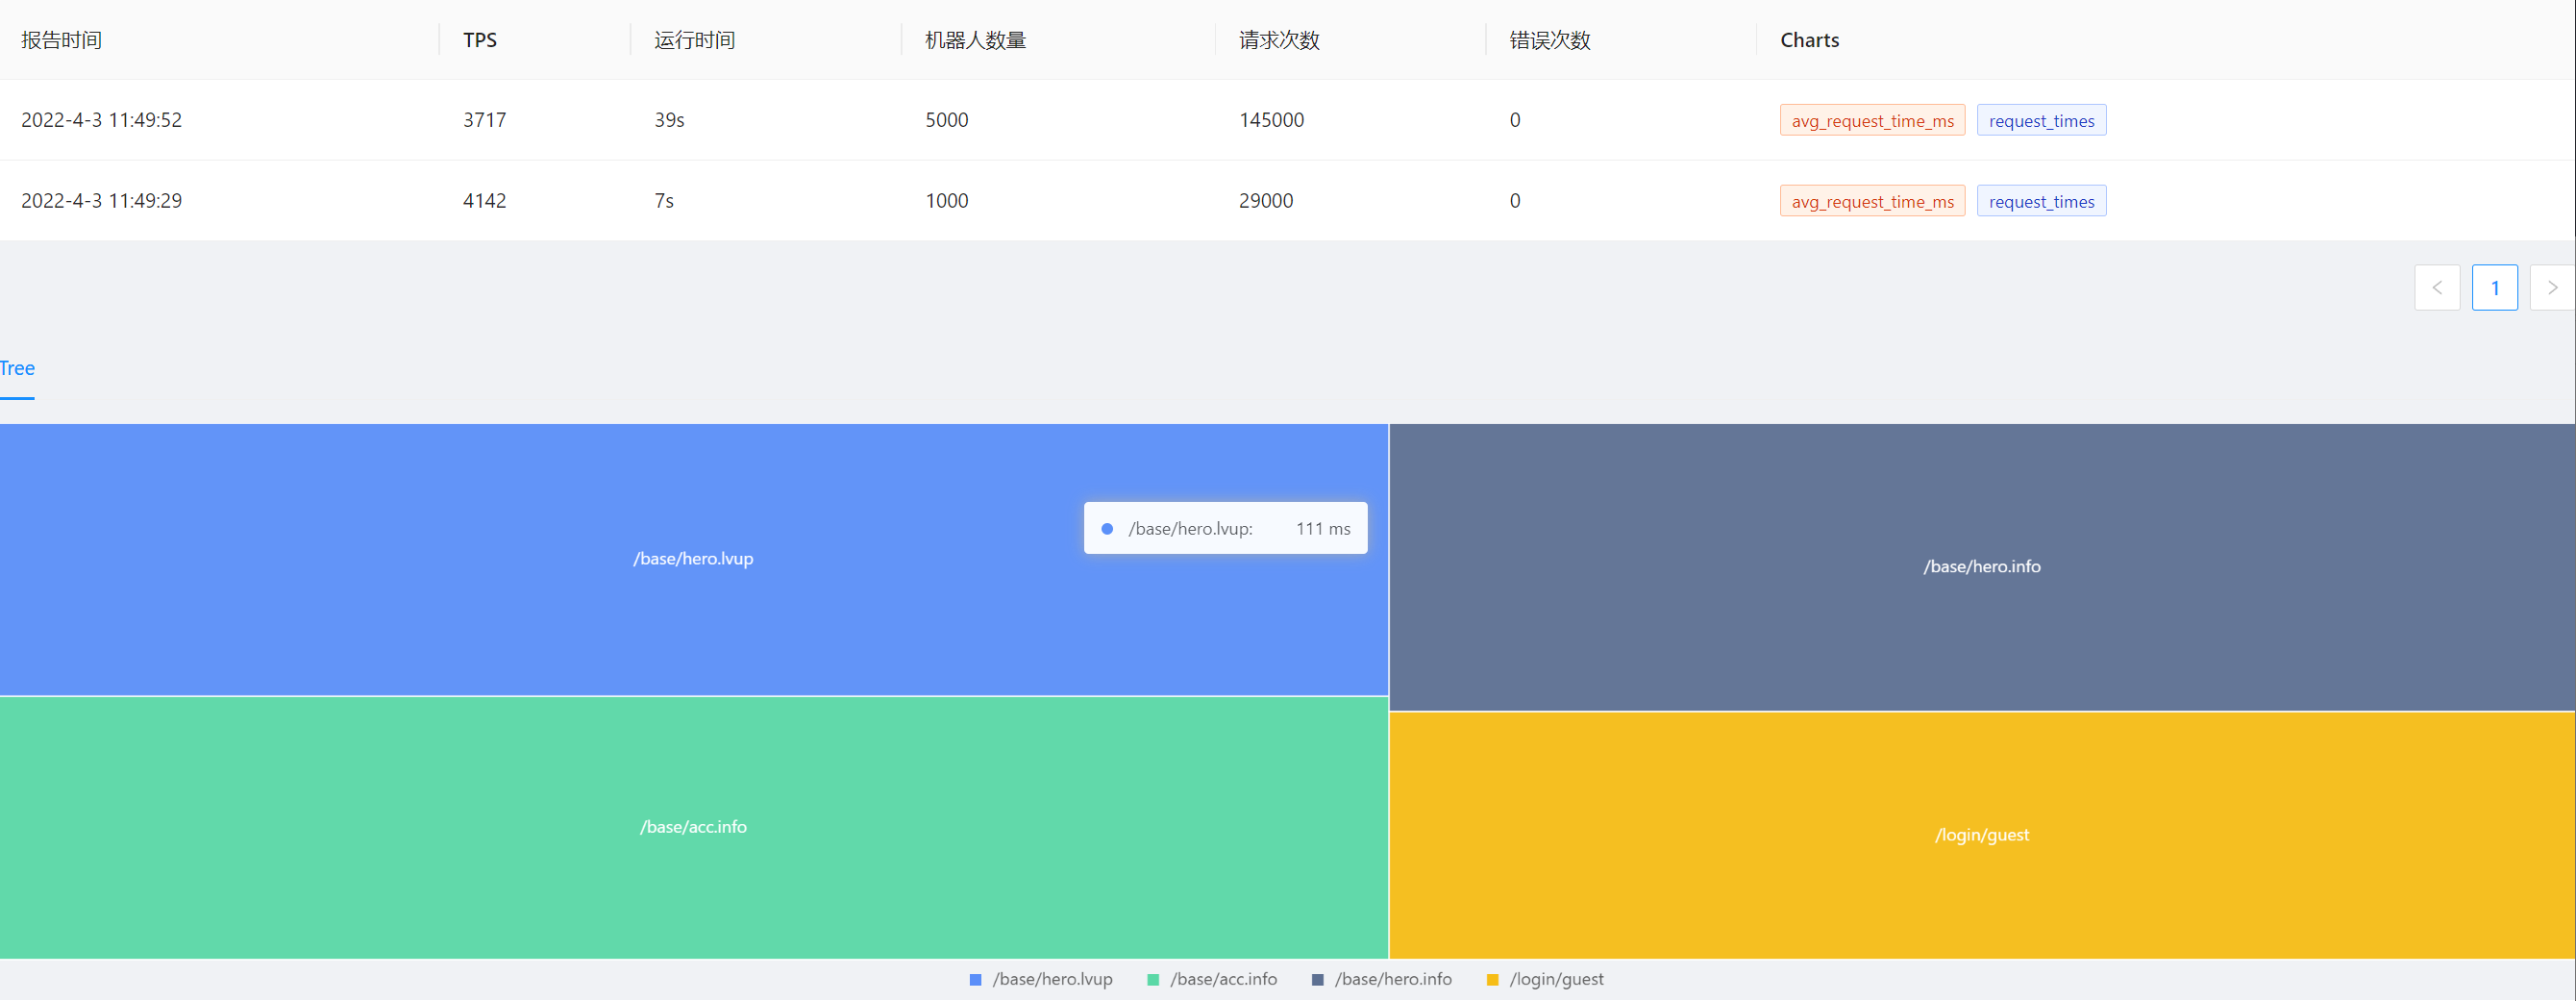 报告时间 TPS 运行时间 机器人数量 请求次数 错误次数 Charts
2022-4-3 11:49:52 3717 39s 5000 145000 0 avg_request_time_ms request_times
2022-4-3 11:49:29 4142 7s 1000 29000 0 avg_request_time_ms request_times
< 1 >
Tree
/base/hero.lvup: 111 ms
/base/hero.lvup
/base/hero.info
/base/acc.info
/login/guest
/base/hero.lvup /base/acc.info /base/hero.info /login/guest